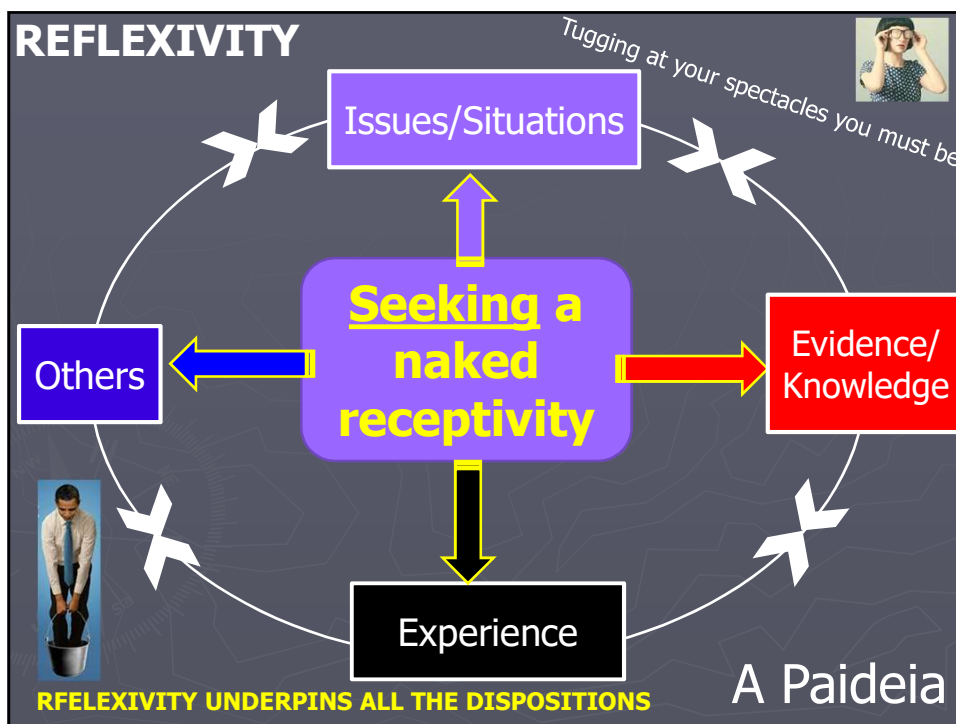 REFLEXIVITY
Tugging at your spectacles you must be
Issues/Situations
Seeking a
naked
receptivity
Others
Evidence/
Knowledge
Experience
RFELEXIVITY UNDERPINS ALL THE DISPOSITIONS
A Paideia